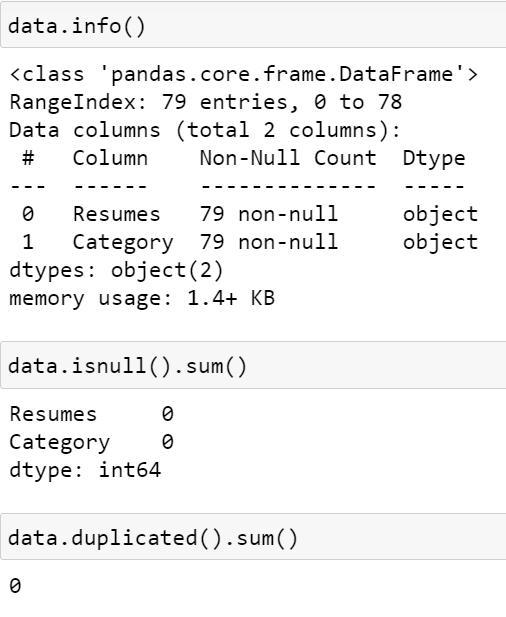 data.info()
<class 'pandas.core.frame.DataFrame'>
RangeIndex: 79 entries, 0 to 78
Data columns (total 2 columns):
 #   Column    Non-Null Count  Dtype
---  ------    --------------  -----
 0   Resumes   79 non-null     object
 1   Category  79 non-null     object
dtypes: object(2)
memory usage: 1.4+ KB
data.isnull().sum()
Resumes     0
Category    0
dtype: int64
data.duplicated().sum()
0